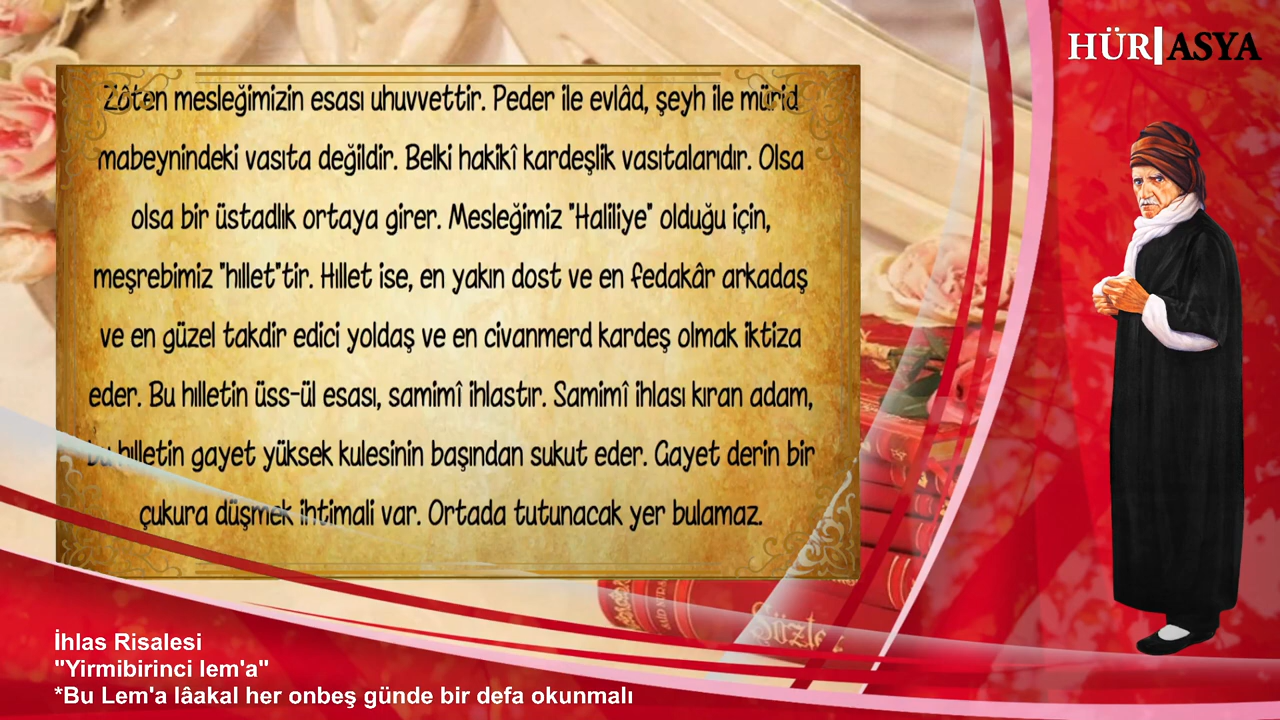 HÜR|ASYA
Zâten mesleğimizin esası uhuvvettir. Peder ile evlâd, şeyh ile mürid
mabeynindeki vasıta değildir. Belki hakikî kardeşlik vasıtalarıdır. Olsa
olsa bir üstadlık ortaya girer. Mesleğimiz "Haliliye" olduğu için,
meşrebimiz "hıllet"tir. Hıllet ise, en yakın dost ve en fedakâr arkadaş
ve en güzel takdir edici yoldaş ve en civanmerd kardeş olmak iktiza
eder. Bu hılletin üss-ül esası, samimî ihlastır. Samimî ihlası kıran adam,
bu hılletin gayet yüksek kulesinin başından sukut eder. Gayet derin bir
çukura düşmek ihtimali var. Ortada tutunacak yer bulamaz.
İhlas Risalesi
"Yirmibirinci lem'a"
*Bu Lem'a lâakal her onbeş günde bir defa okunmalı